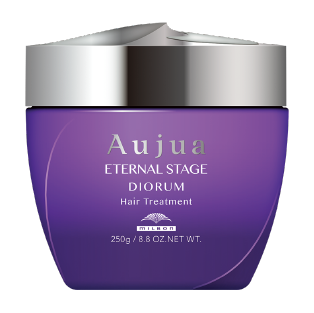 Aujua
ETERNAL STAGE
DIORUM
Hair Treatment
MILBON
250g / 8.8 OZ.NET WT.